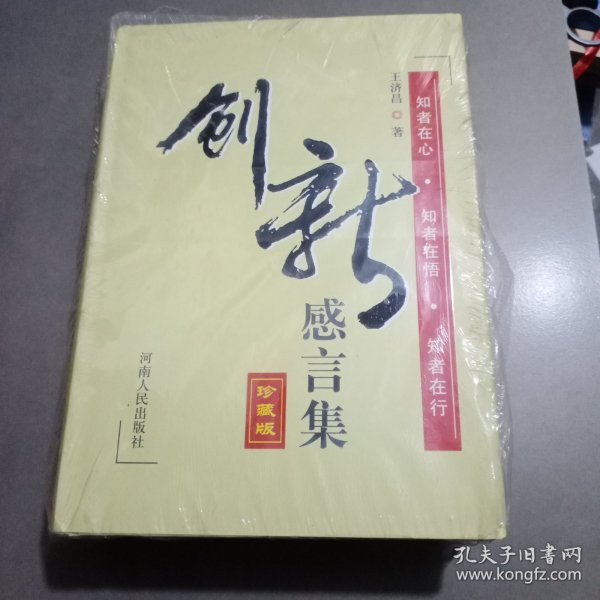 创新
感言集
珍藏版
王济昌 著
知者在心·知者在悟·知者在行
河南人民出版社
孔夫子旧书网
www.kongfz.com